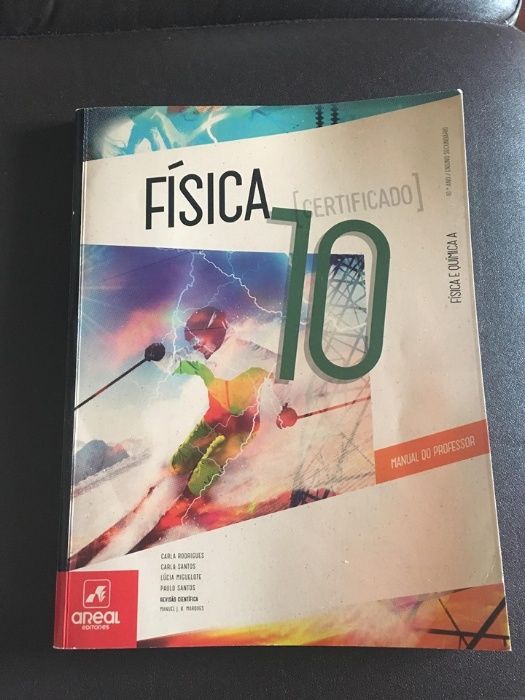 FÍSICA
[CERTIFICADO]
10
10.º ANO / ENSINO SECUNDÁRIO
FÍSICA E QUÍMICA A
MANUAL DO PROFESSOR
CARLA RODRIGUES
CARLA SANTOS
LÚCIA MIGUELOTE
PAULO SANTOS
REVISÃO CIENTÍFICA
MANUEL J. A. MARQUES
aREal
EDITORES